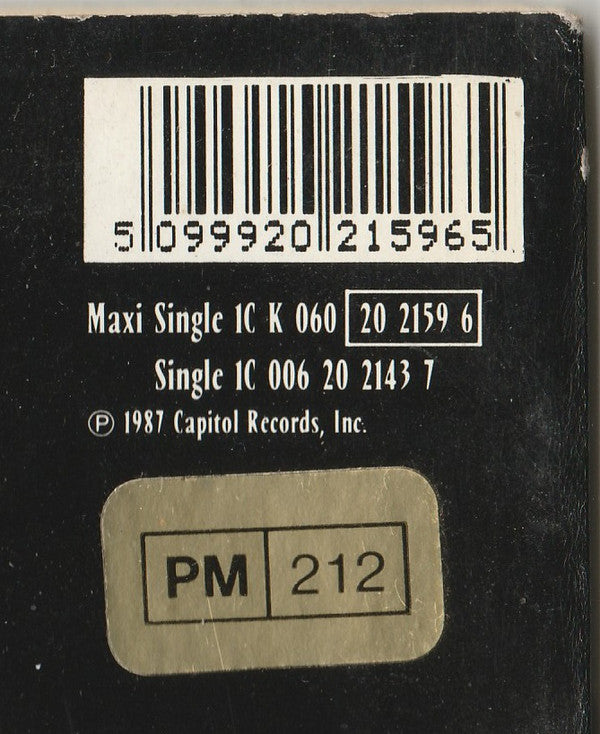 5 099920 215965
Maxi Single 1C K 060 20 2159 6
Single 1C 006 20 2143 7
Ⓟ 1987 Capitol Records, Inc.
PM 212